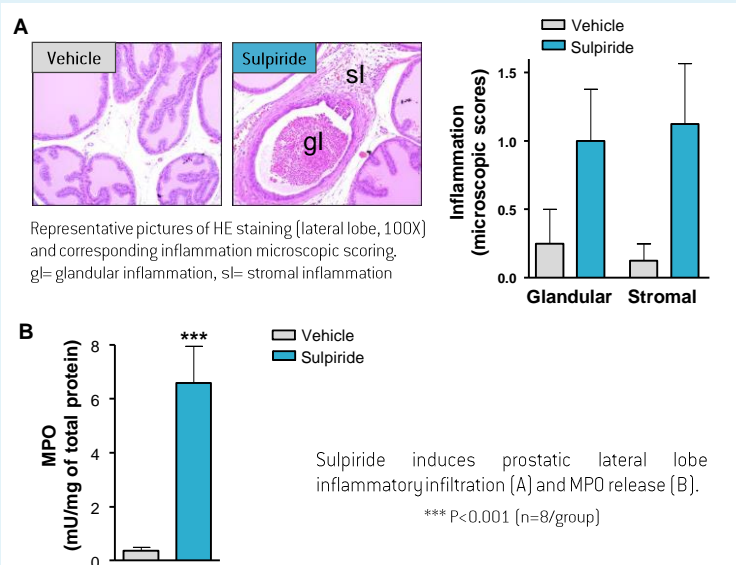 A
Vehicle
Sulpiride
sl
gl
Representative pictures of HE staining (lateral lobe, 100X)
and corresponding inflammation microscopic scoring.
gl= glandular inflammation, sl= stromal inflammation
Vehicle
Sulpiride
Inflammation
(microscopic scores)
1.5
1.0
0.5
0.0
Glandular Stromal
B
Vehicle
Sulpiride
MPO
(mU/mg of total protein)
8
6
4
2
0
***
Sulpiride induces prostatic lateral lobe
inflammatory infiltration (A) and MPO release (B).
*** P<0.001 (n=8/group)